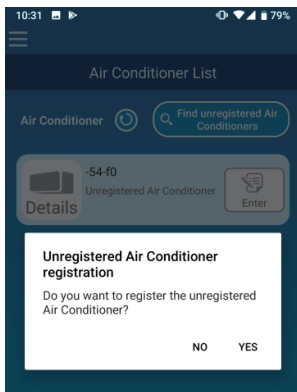 10:31 79%
Air Conditioner List
Air Conditioner
Find unregistered Air
Conditioners
-54-f0
Unregistered Air Conditioner
Details
Enter
Unregistered Air Conditioner
registration
Do you want to register the unregistered
Air Conditioner?
NO YES